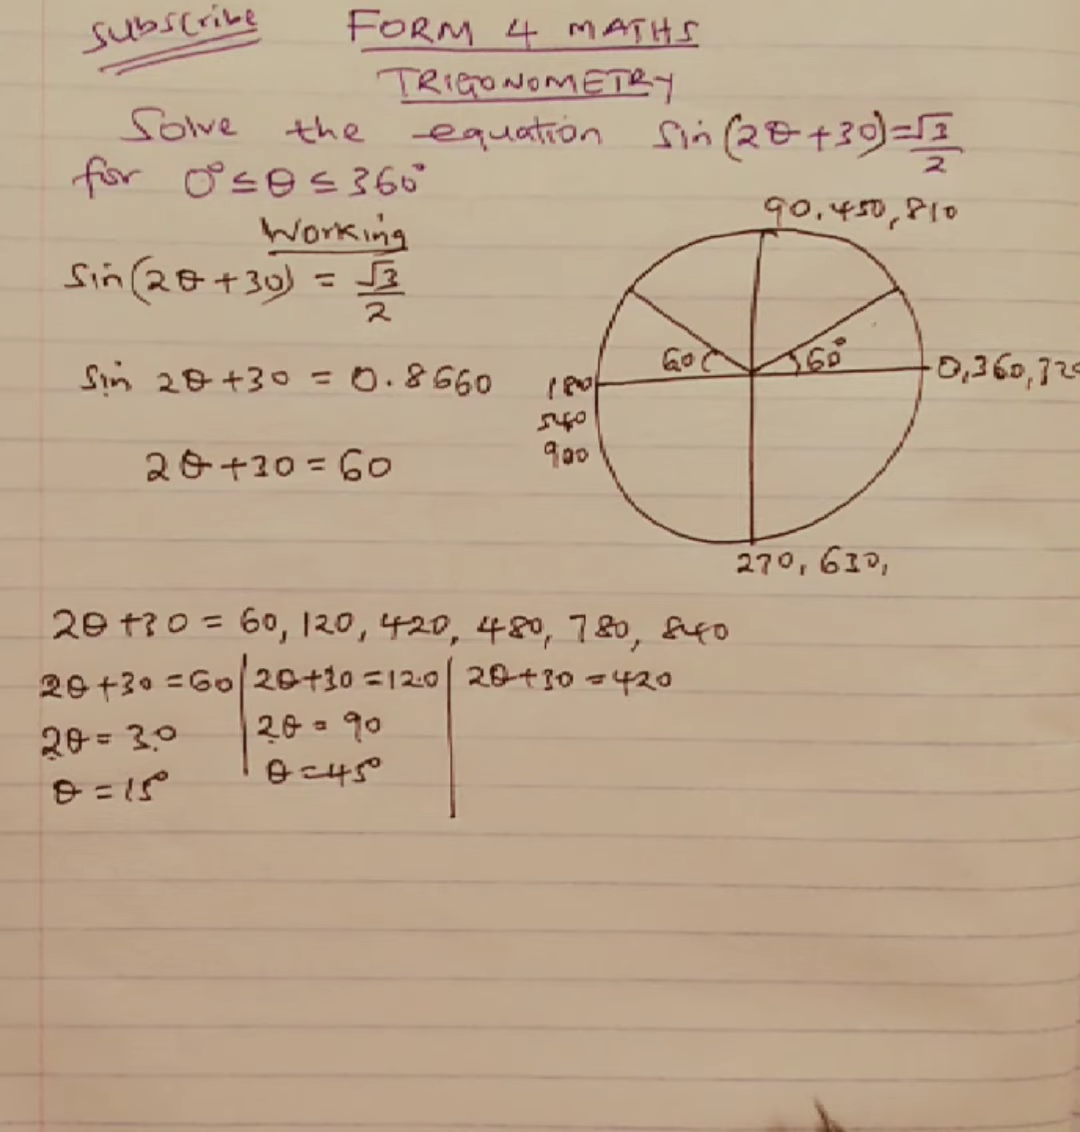 subscribe FORM 4 MATHS
TRIGONOMETRY
Solve the equation Sin(2θ+30)=√3/2
for 0°≤θ≤360°
Working
Sin(2θ+30) = √3/2
Sin 2θ+30 = 0.8660
2θ+30 = 60
90, 450, 810
60 60°
0, 360, 720
180
540
900
270, 630,
2θ+30 = 60, 120, 420, 480, 780, 840
2θ+30 = 60 2θ+30 = 120 2θ+30 = 420
2θ = 30 2θ = 90
θ = 15° θ = 45°